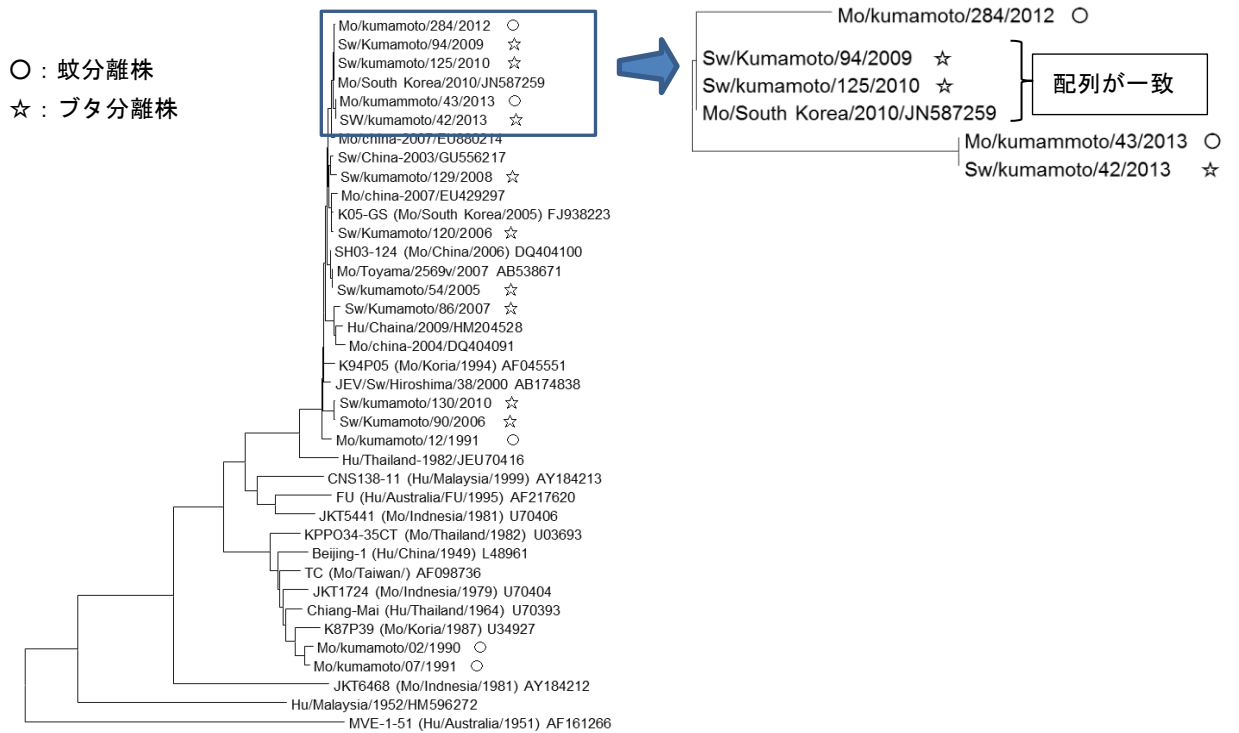 ○：蚊分離株
☆：ブタ分離株
Mo/kumamoto/284/2012 ○
Sw/Kumamoto/94/2009 ☆
Sw/kumamoto/125/2010 ☆
Mo/South Korea/2010/JN587259
Mo/kumammoto/43/2013 ○
SW/kumamoto/42/2013 ☆
Mo/china-2007/EU880214
Sw/China-2003/GU556217
Sw/kumamoto/129/2008 ☆
Mo/china-2007/EU429297
K05-GS (Mo/South Korea/2005) FJ938223
Sw/Kumamoto/120/2006 ☆
SH03-124 (Mo/China/2006) DQ404100
Mo/Toyama/2569v/2007 AB538671
Sw/kumamoto/54/2005 ☆
Sw/Kumamoto/86/2007 ☆
Hu/Chaina/2009/HM204528
Mo/china-2004/DQ404091
K94P05 (Mo/Koria/1994) AF045551
JEV/Sw/Hiroshima/38/2000 AB174838
Sw/kumamoto/130/2010 ☆
Sw/Kumamoto/90/2006 ☆
Mo/kumamoto/12/1991 ○
Hu/Thailand-1982/JEU70416
CNS138-11 (Hu/Malaysia/1999) AY184213
FU (Hu/Australia/FU/1995) AF217620
JKT5441 (Mo/Indnesia/1981) U70406
KPPO34-35CT (Mo/Thailand/1982) U03693
Beijing-1 (Hu/China/1949) L48961
TC (Mo/Taiwan/) AF098736
JKT1724 (Mo/Indnesia/1979) U70404
Chiang-Mai (Hu/Thailand/1964) U70393
K87P39 (Mo/Koria/1987) U34927
Mo/kumamoto/02/1990 ○
Mo/kumamoto/07/1991 ○
JKT6468 (Mo/Indnesia/1981) AY184212
Hu/Malaysia/1952/HM596272
MVE-1-51 (Hu/Australia/1951) AF161266
Mo/kumamoto/284/2012 ○
Sw/Kumamoto/94/2009 ☆
Sw/kumamoto/125/2010 ☆
Mo/South Korea/2010/JN587259
配列が一致
Mo/kumammoto/43/2013 ○
Sw/kumamoto/42/2013 ☆